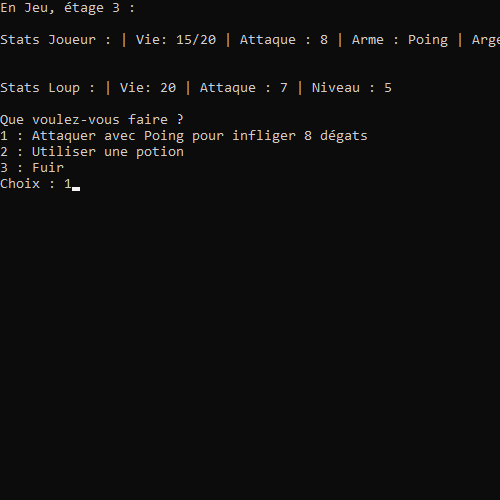 En Jeu, étage 3 :
Stats Joueur : | Vie: 15/20 | Attaque : 8 | Arme : Poing | Arge
Stats Loup : | Vie: 20 | Attaque : 7 | Niveau : 5
Que voulez-vous faire ?
1 : Attaquer avec Poing pour infliger 8 dégats
2 : Utiliser une potion
3 : Fuir
Choix : 1